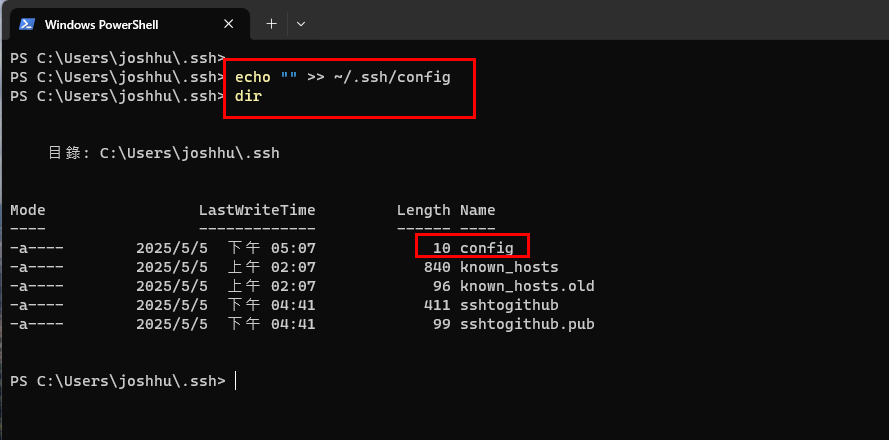 Windows PowerShell
PS C:\Users\joshhu\.ssh>
PS C:\Users\joshhu\.ssh> echo "" >> ~/.ssh/config
PS C:\Users\joshhu\.ssh> dir
目錄: C:\Users\joshhu\.ssh
Mode LastWriteTime Length Name
---- ------------- ------ ----
-a---- 2025/5/5 下午 05:07 10 config
-a---- 2025/5/5 上午 02:07 840 known_hosts
-a---- 2025/5/5 上午 02:07 96 known_hosts.old
-a---- 2025/5/5 下午 04:41 411 sshtogithub
-a---- 2025/5/5 下午 04:41 99 sshtogithub.pub
PS C:\Users\joshhu\.ssh>